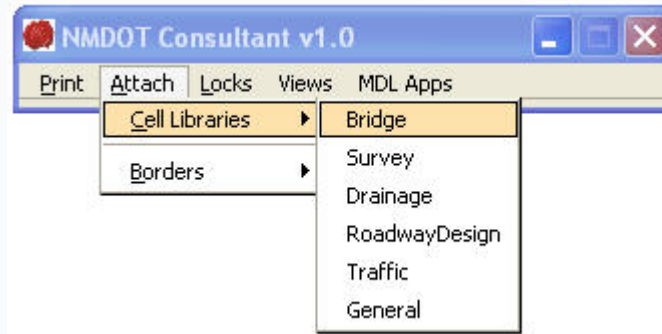 NMDOT Consultant v1.0
Print Attach Locks Views MDL Apps
Cell Libraries
Borders
Bridge
Survey
Drainage
RoadwayDesign
Traffic
General